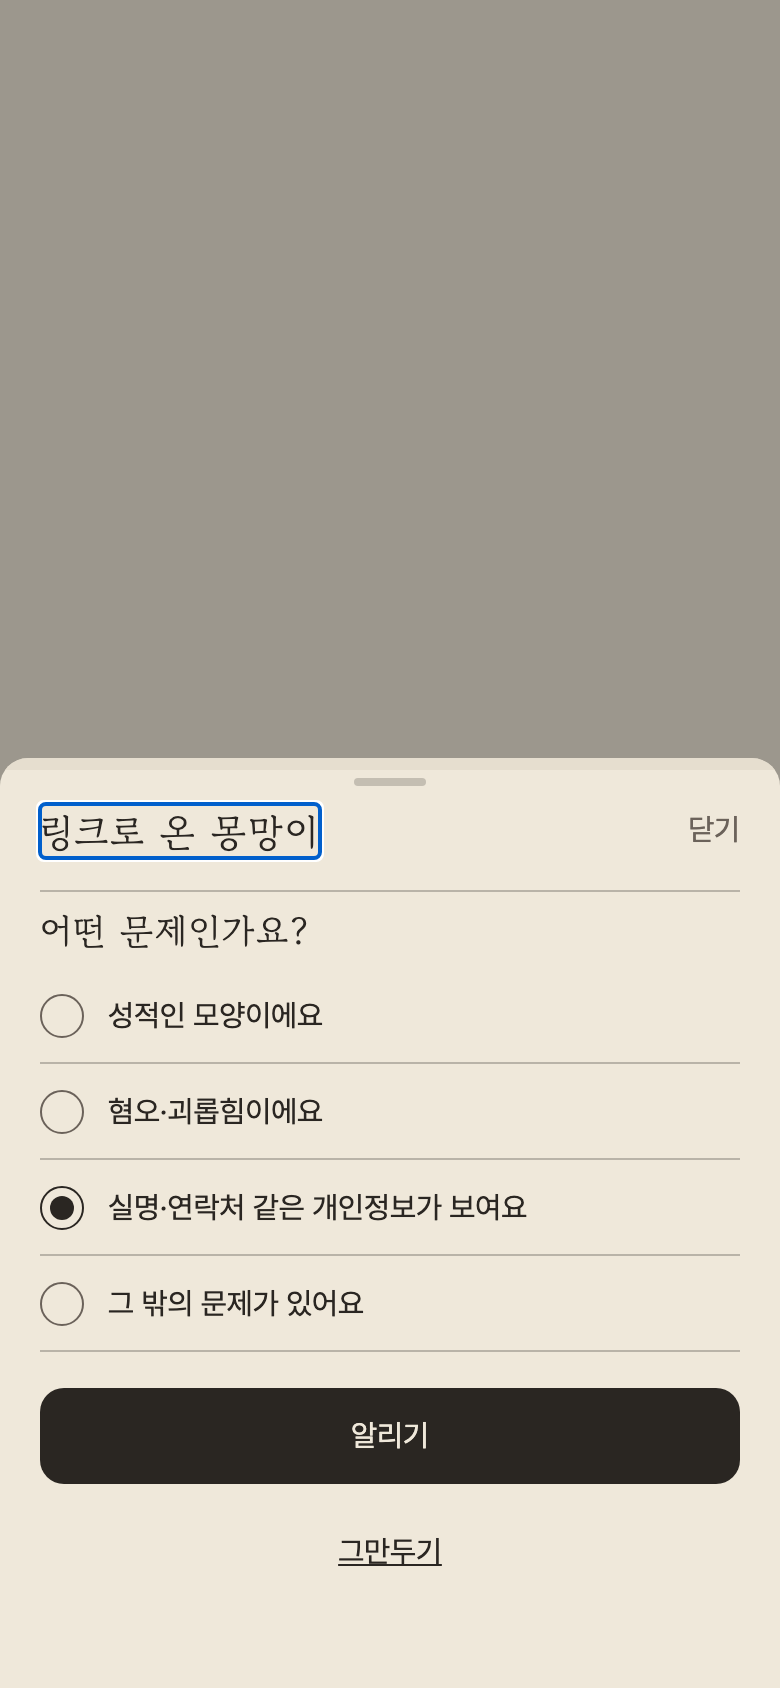 링크로 온 몽망이
닫기
어떤 문제인가요?
성적인 모양이에요
혐오·괴롭힘이에요
실명·연락처 같은 개인정보가 보여요
그 밖의 문제가 있어요
알리기
그만두기